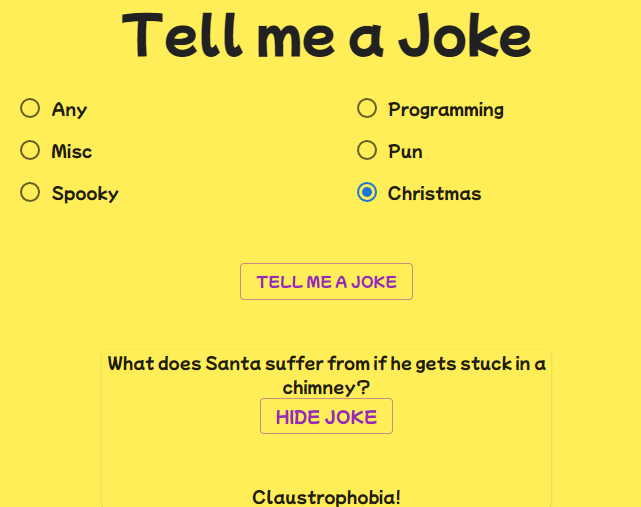 Tell me a Joke
Any
Programming
Misc
Pun
Spooky
Christmas
TELL ME A JOKE
What does Santa suffer from if he gets stuck in a
chimney?
HIDE JOKE
Claustrophobia!